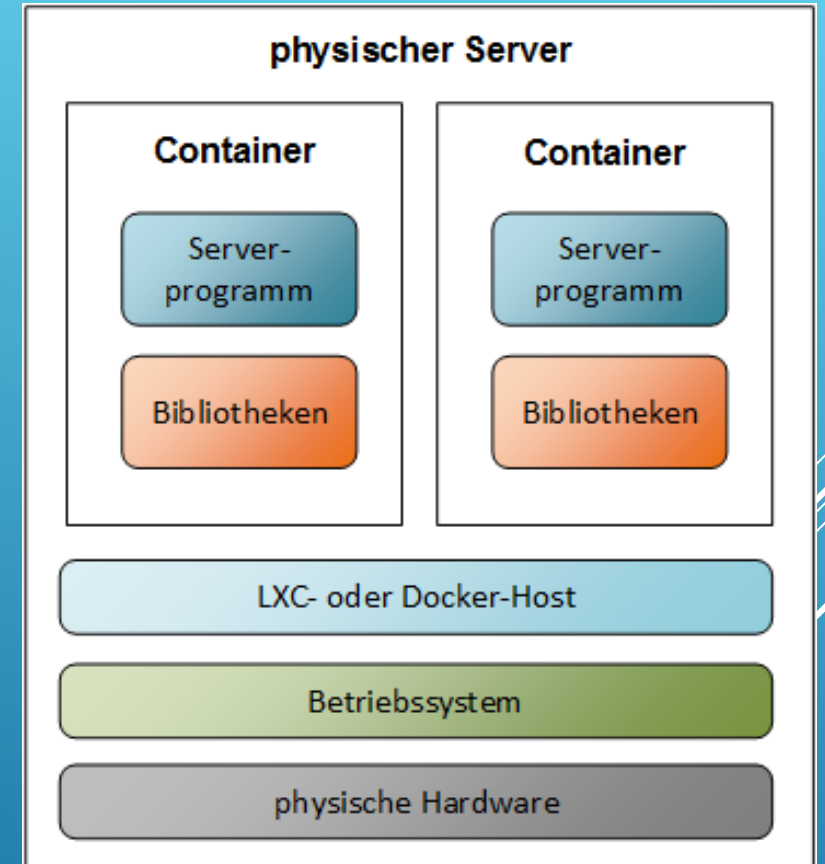 physischer Server
Container
Server-
programm
Bibliotheken
Container
Server-
programm
Bibliotheken
LXC- oder Docker-Host
Betriebssystem
physische Hardware